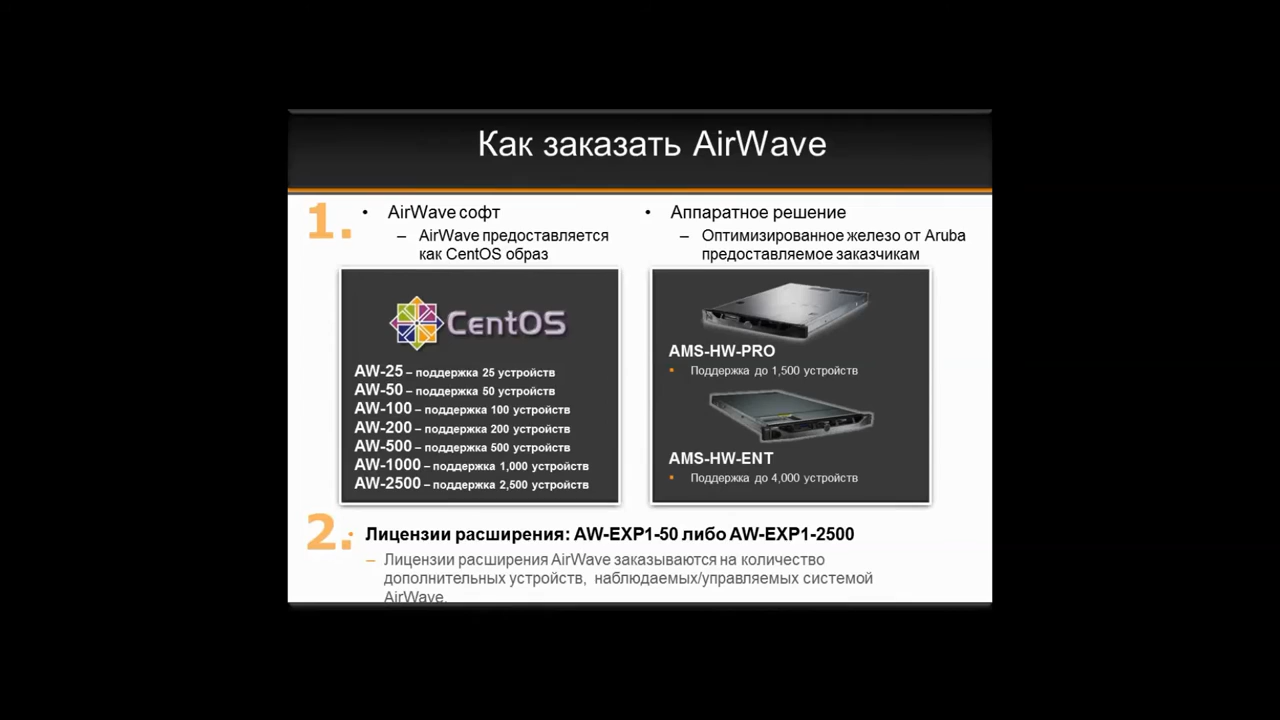 Как заказать AirWave
1.
• AirWave софт
– AirWave предоставляется
как CentOS образ
CentOS
AW-25 – поддержка 25 устройств
AW-50 – поддержка 50 устройств
AW-100 – поддержка 100 устройств
AW-200 – поддержка 200 устройств
AW-500 – поддержка 500 устройств
AW-1000 – поддержка 1,000 устройств
AW-2500 – поддержка 2,500 устройств
• Аппаратное решение
– Оптимизированное железо от Aruba
предоставляемое заказчикам
AMS-HW-PRO
• Поддержка до 1,500 устройств
AMS-HW-ENT
• Поддержка до 4,000 устройств
2.
• Лицензии расширения: AW-EXP1-50 либо AW-EXP1-2500
– Лицензии расширения AirWave заказываются на количество
дополнительных устройств, наблюдаемых/управляемых системой
AirWave.